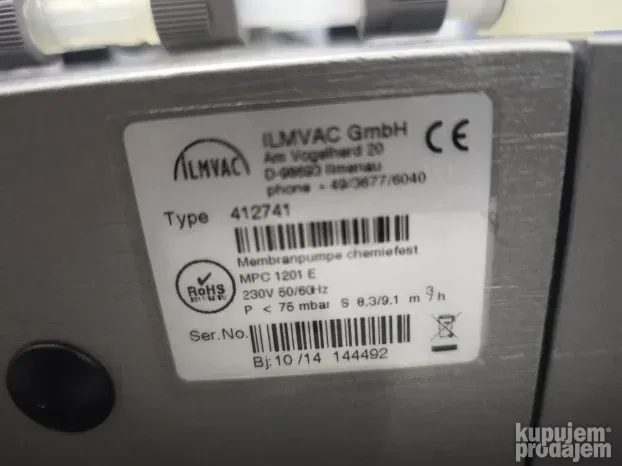 ILMVAC
ILMVAC GmbH
Am Vogelherd 20
D-98693 Ilmenau
phone + 49/3677/6040
CE
Type 412741
Membranpumpe chemiefest
MPC 1201 E
RoHS
230V 50/60Hz
P < 75 mbar S 8,3/9.1 m 3/h
Ser.No.
Bj: 10 /14 144492
kupujem
prodajem